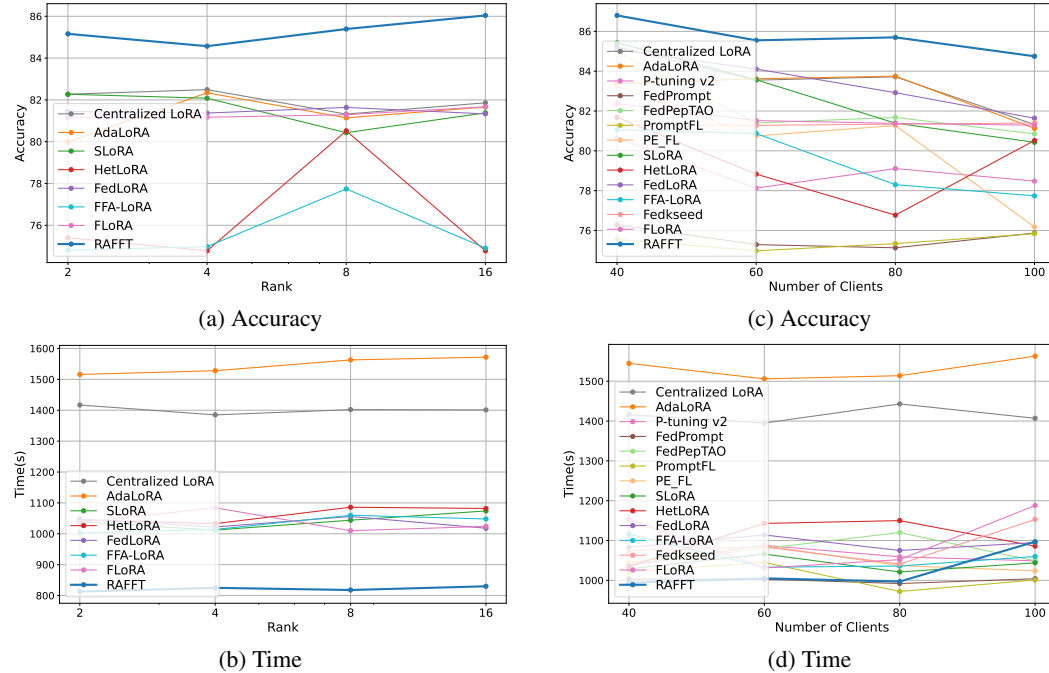 86
84
82
80
78
76
Accuracy
Centralized LoRA
AdaLoRA
SLoRA
HetLoRA
FedLoRA
FFA-LoRA
FLoRA
RAFFT
2
4
8
16
Rank
(a) Accuracy
86
84
82
80
78
76
Accuracy
Centralized LoRA
AdaLoRA
P-tuning v2
FedPrompt
FedPepTAO
PromptFL
PE_FL
SLoRA
HetLoRA
FedLoRA
FFA-LoRA
Fedkseed
FLoRA
RAFFT
40
60
80
100
Number of Clients
(c) Accuracy
1600
1500
1400
1300
1200
1100
1000
900
800
Time(s)
Centralized LoRA
AdaLoRA
SLoRA
HetLoRA
FedLoRA
FFA-LoRA
FLoRA
RAFFT
2
4
8
16
Rank
(b) Time
1500
1400
1300
1200
1100
1000
Time(s)
Centralized LoRA
AdaLoRA
P-tuning v2
FedPrompt
FedPepTAO
PromptFL
PE_FL
SLoRA
HetLoRA
FedLoRA
FFA-LoRA
Fedkseed
FLoRA
RAFFT
40
60
80
100
Number of Clients
(d) Time